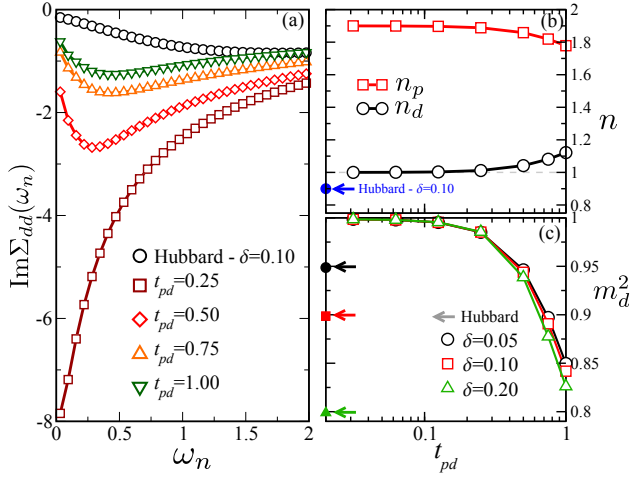 0
-2
-4
-6
-8
ImΣdd(ωn)
(a)
Hubbard - δ=0.10
tpd=0.25
tpd=0.50
tpd=0.75
tpd=1.00
0
0.5
1
1.5
2
ωn
(b)
np
nd
Hubbard - δ=0.10
2
1.8
1.6
1.4
1.2
1
0.8
n
1
(c)
Hubbard
δ=0.05
δ=0.10
δ=0.20
0.95
0.9
0.85
0.8
m²d
0.1
1
tpd